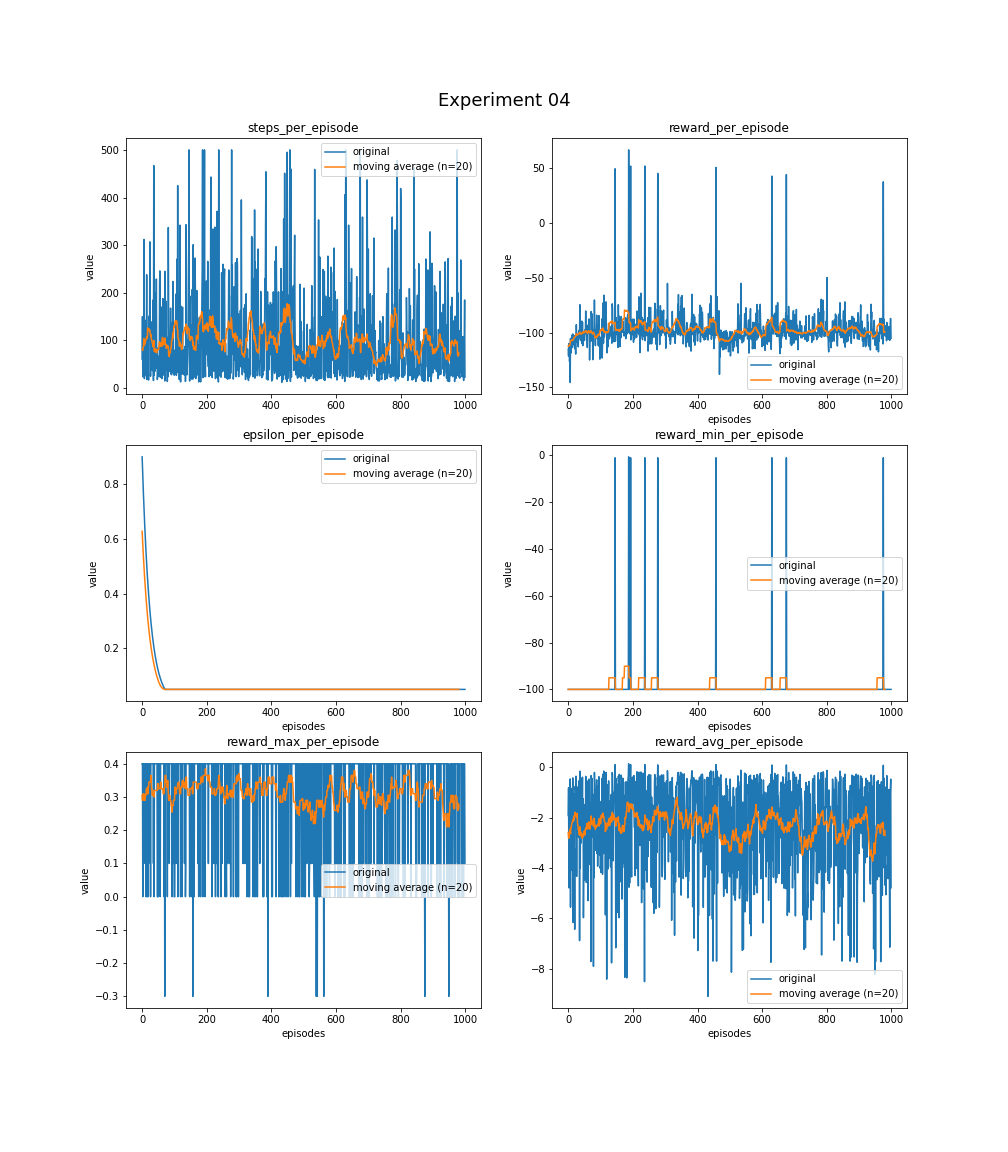 Experiment 04
steps_per_episode
500
400
300
200
100
0
value
0 200 400 600 800 1000
episodes
original
moving average (n=20)
reward_per_episode
50
0
−50
−100
−150
value
0 200 400 600 800 1000
episodes
original
moving average (n=20)
epsilon_per_episode
0.8
0.6
0.4
0.2
value
0 200 400 600 800 1000
episodes
original
moving average (n=20)
reward_min_per_episode
0
−20
−40
−60
−80
−100
value
0 200 400 600 800 1000
episodes
original
moving average (n=20)
reward_max_per_episode
0.4
0.3
0.2
0.1
0.0
−0.1
−0.2
−0.3
value
0 200 400 600 800 1000
episodes
original
moving average (n=20)
reward_avg_per_episode
0
−2
−4
−6
−8
value
0 200 400 600 800 1000
episodes
original
moving average (n=20)